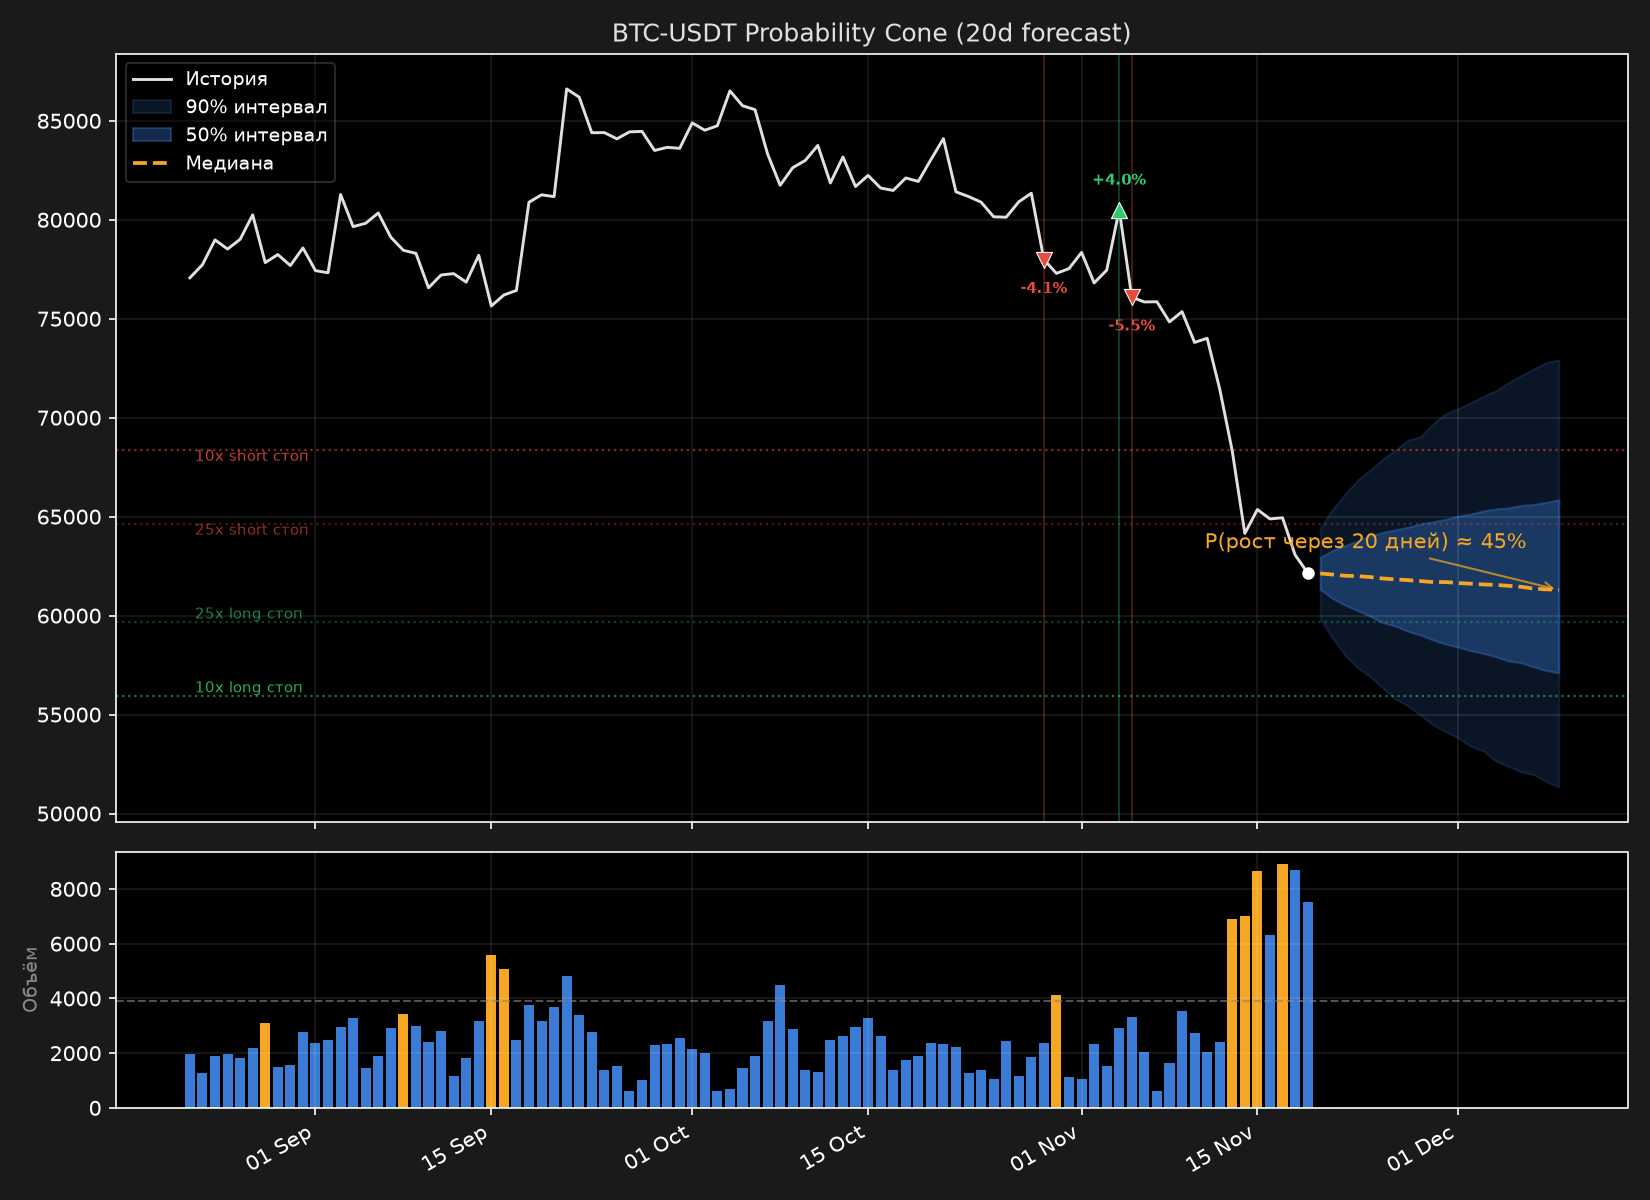 BTC-USDT Probability Cone (20d forecast)
История
90% интервал
50% интервал
Медиана
85000
80000
75000
70000
65000
60000
55000
50000
+4.0%
-4.1%
-5.5%
10x short стоп
25x short стоп
P(рост через 20 дней) ≈ 45%
25x long стоп
10x long стоп
Объём
8000
6000
4000
2000
0
01 Sep
15 Sep
01 Oct
15 Oct
01 Nov
15 Nov
01 Dec